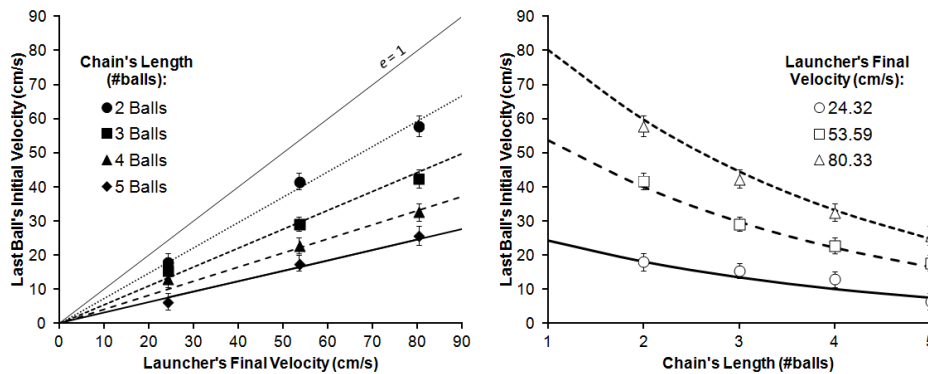 90
80
70
60
50
40
30
20
10
0
Last Ball's Initial Velocity (cm/s)
Chain's Length
(#balls):
2 Balls
3 Balls
4 Balls
5 Balls
e = 1
0 10 20 30 40 50 60 70 80 90
Launcher's Final Velocity (cm/s)
90
80
70
60
50
40
30
20
10
0
Last Ball's Initial Velocity (cm/s)
Launcher's Final
Velocity (cm/s):
24.32
53.59
80.33
1 2 3 4 5
Chain's Length (#balls)